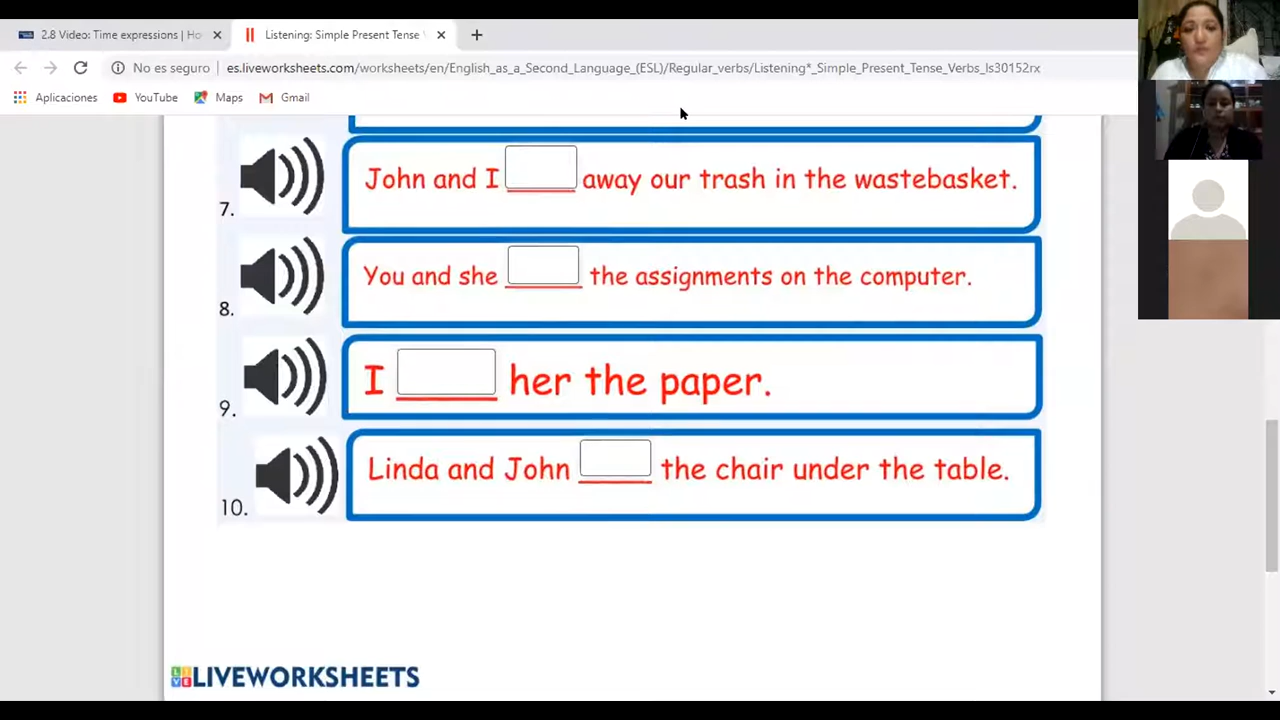 2.8 Video: Time expressions | Ho
Listening: Simple Present Tense V
No es seguro
es.liveworksheets.com/worksheets/en/English_as_a_Second_Language_(ESL)/Regular_verbs/Listening*_Simple_Present_Tense_Verbs_ls30152rx
Aplicaciones YouTube Maps Gmail
7. John and I away our trash in the wastebasket.
8. You and she the assignments on the computer.
9. I her the paper.
10. Linda and John the chair under the table.
LIVEWORKSHEETS